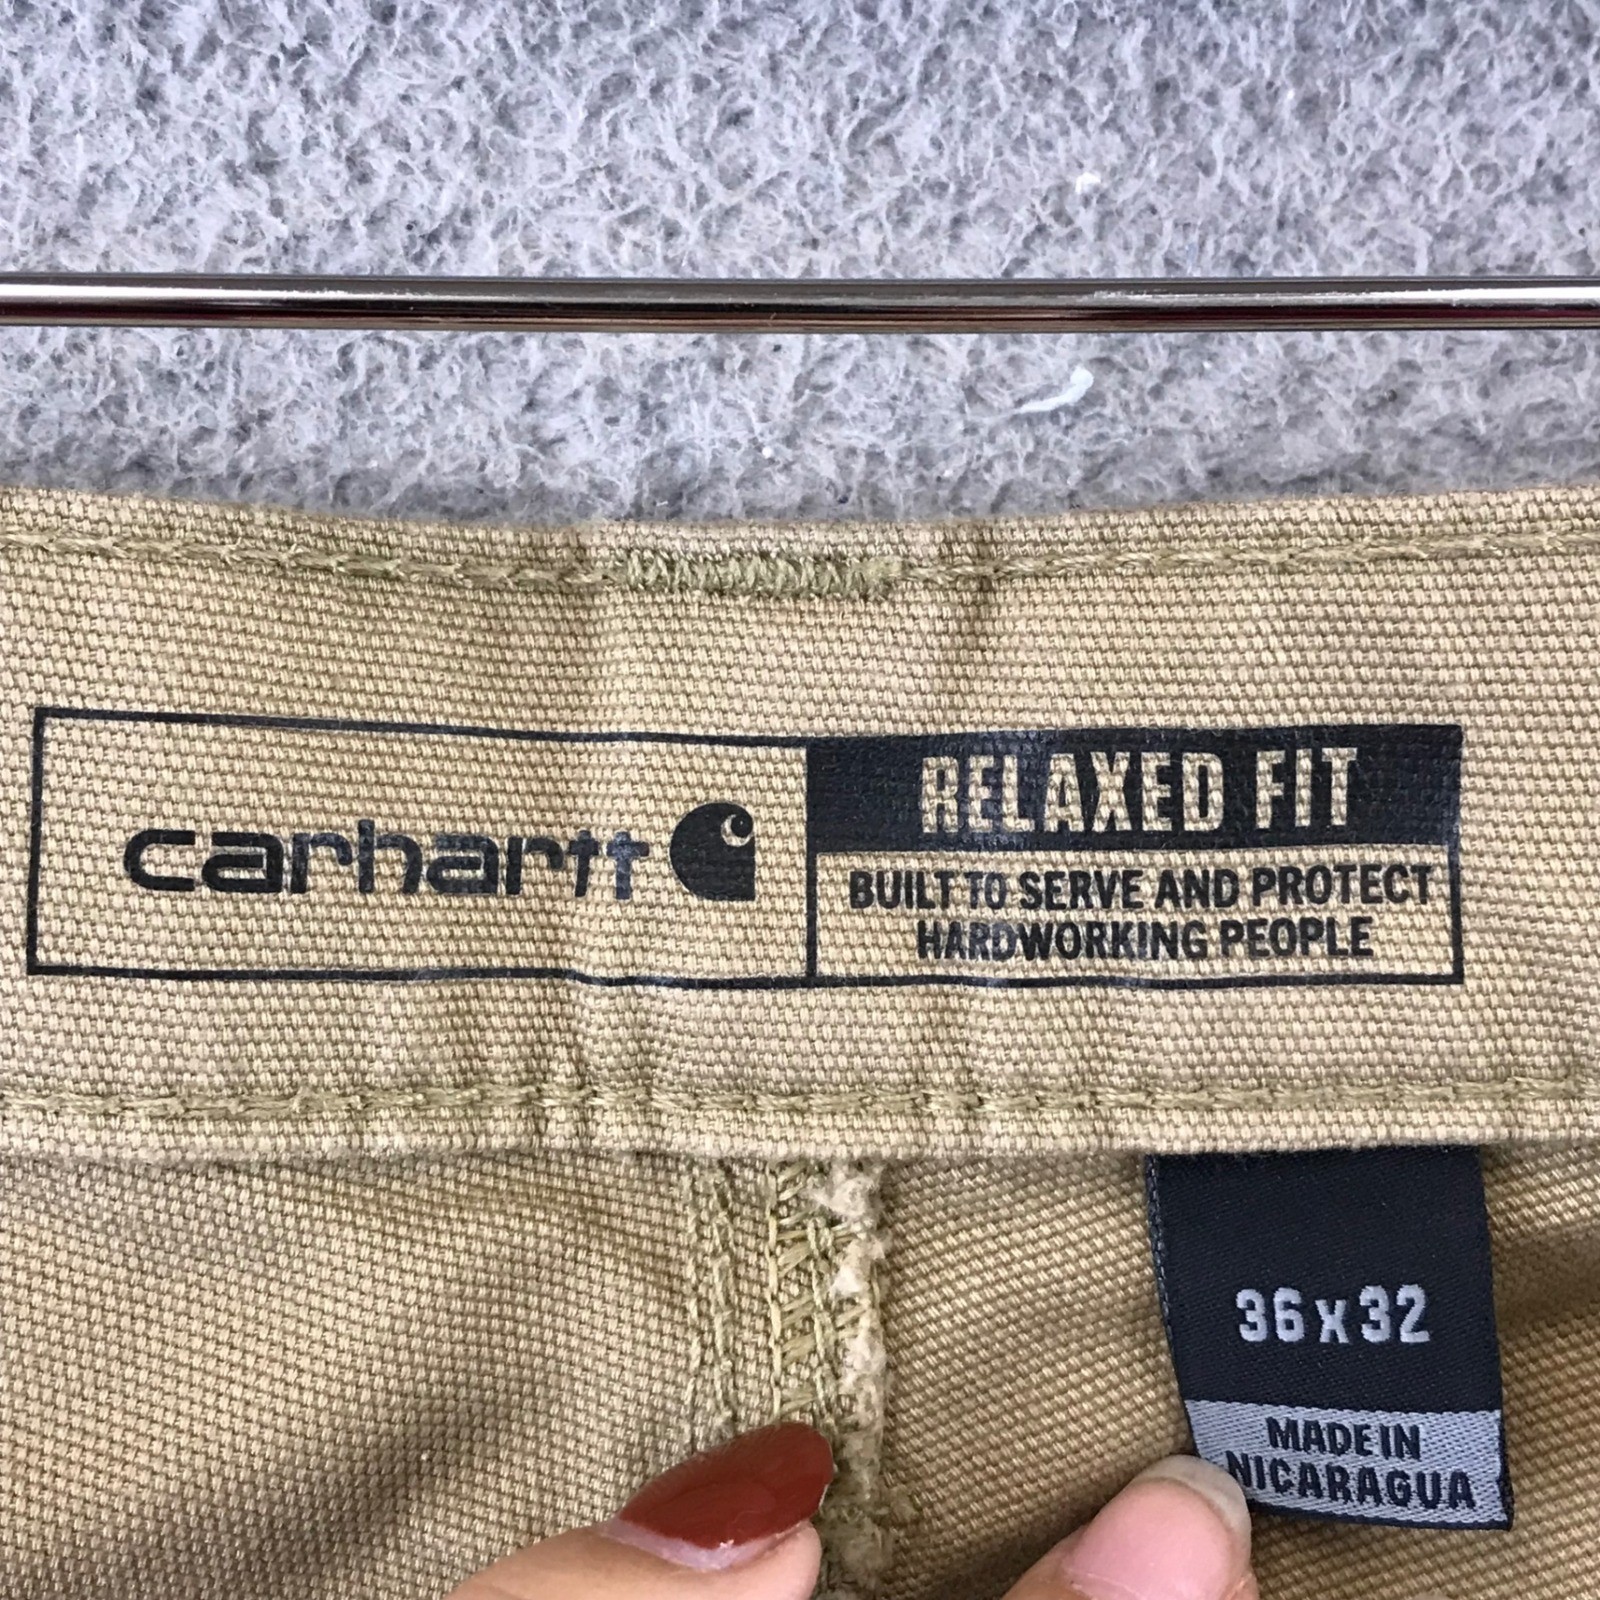 carhartt
RELAXED FIT
BUILT TO SERVE AND PROTECT
HARDWORKING PEOPLE
36 x 32
MADE IN
NICARAGUA